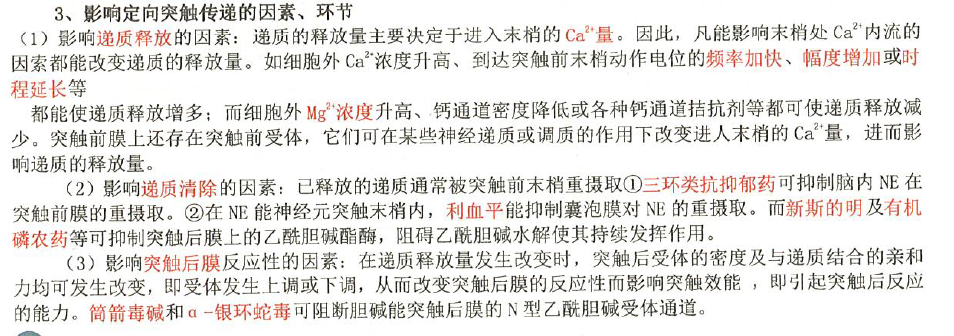 3、影响定向突触传递的因素、环节
（1）影响递质释放的因素：递质的释放量主要决定于进入末梢的 Ca²⁺量。因此，凡能影响末梢处 Ca²⁺内流的
因素都能改变递质的释放量。如细胞外 Ca²⁺浓度升高、到达突触前末梢动作电位的频率加快、幅度增加或时
程延长等
都能使递质释放增多；而细胞外 Mg²⁺浓度升高、钙通道密度降低或各种钙通道拮抗剂等都可使递质释放减
少。突触前膜上还存在突触前受体，它们可在某些神经递质或调质的作用下改变进人末梢的 Ca²⁺量，进而影
响递质的释放量。
（2）影响递质清除的因素：已释放的递质通常被突触前末梢重摄取①三环类抗抑郁药可抑制脑内 NE 在
突触前膜的重摄取。②在 NE 能神经元突触末梢内，利血平能抑制囊泡膜对 NE 的重摄取。而新斯的明及有机
磷农药等可抑制突触后膜上的乙酰胆碱酯酶，阻碍乙酰胆碱水解使其持续发挥作用。
（3）影响突触后膜反应性的因素：在递质释放量发生改变时，突触后受体的密度及与递质结合的亲和
力均可发生改变，即受体发生上调或下调，从而改变突触后膜的反应性而影响突触效能 ，即引起突触后反应
的能力。筒箭毒碱和α-银环蛇毒可阻断胆碱能突触后膜的 N 型乙酰胆碱受体通道。